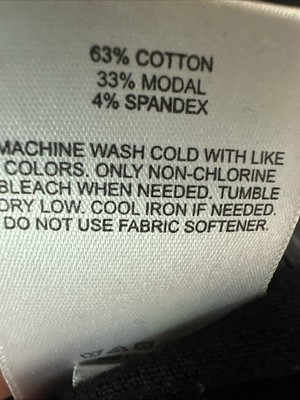 63% COTTON
33% MODAL
4% SPANDEX
MACHINE WASH COLD WITH LIKE
COLORS. ONLY NON-CHLORINE
BLEACH WHEN NEEDED. TUMBLE
DRY LOW. COOL IRON IF NEEDED.
DO NOT USE FABRIC SOFTENER.